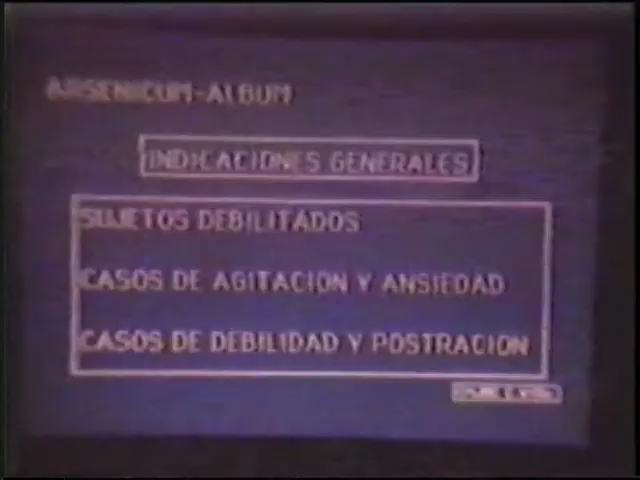 ARSENICUM-ALBUM
INDICACIONES GENERALES
SUJETOS DEBILITADOS
CASOS DE AGITACION Y ANSIEDAD
CASOS DE DEBILIDAD Y POSTRACION